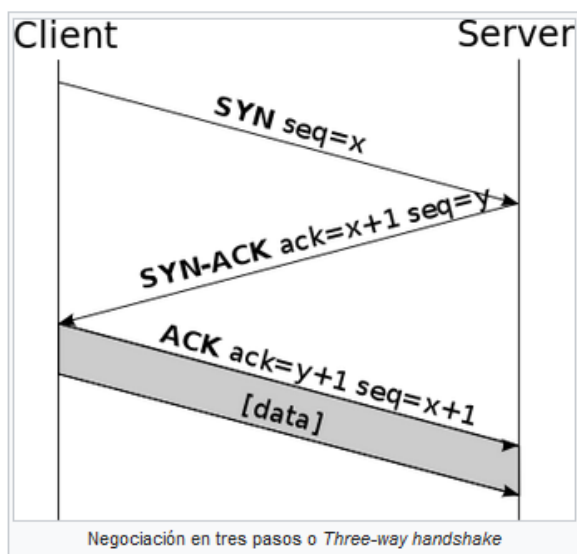 Client
Server
SYN seq=x
SYN-ACK ack=x+1 seq=y
ACK ack=y+1 seq=x+1
[data]
Negociación en tres pasos o Three-way handshake